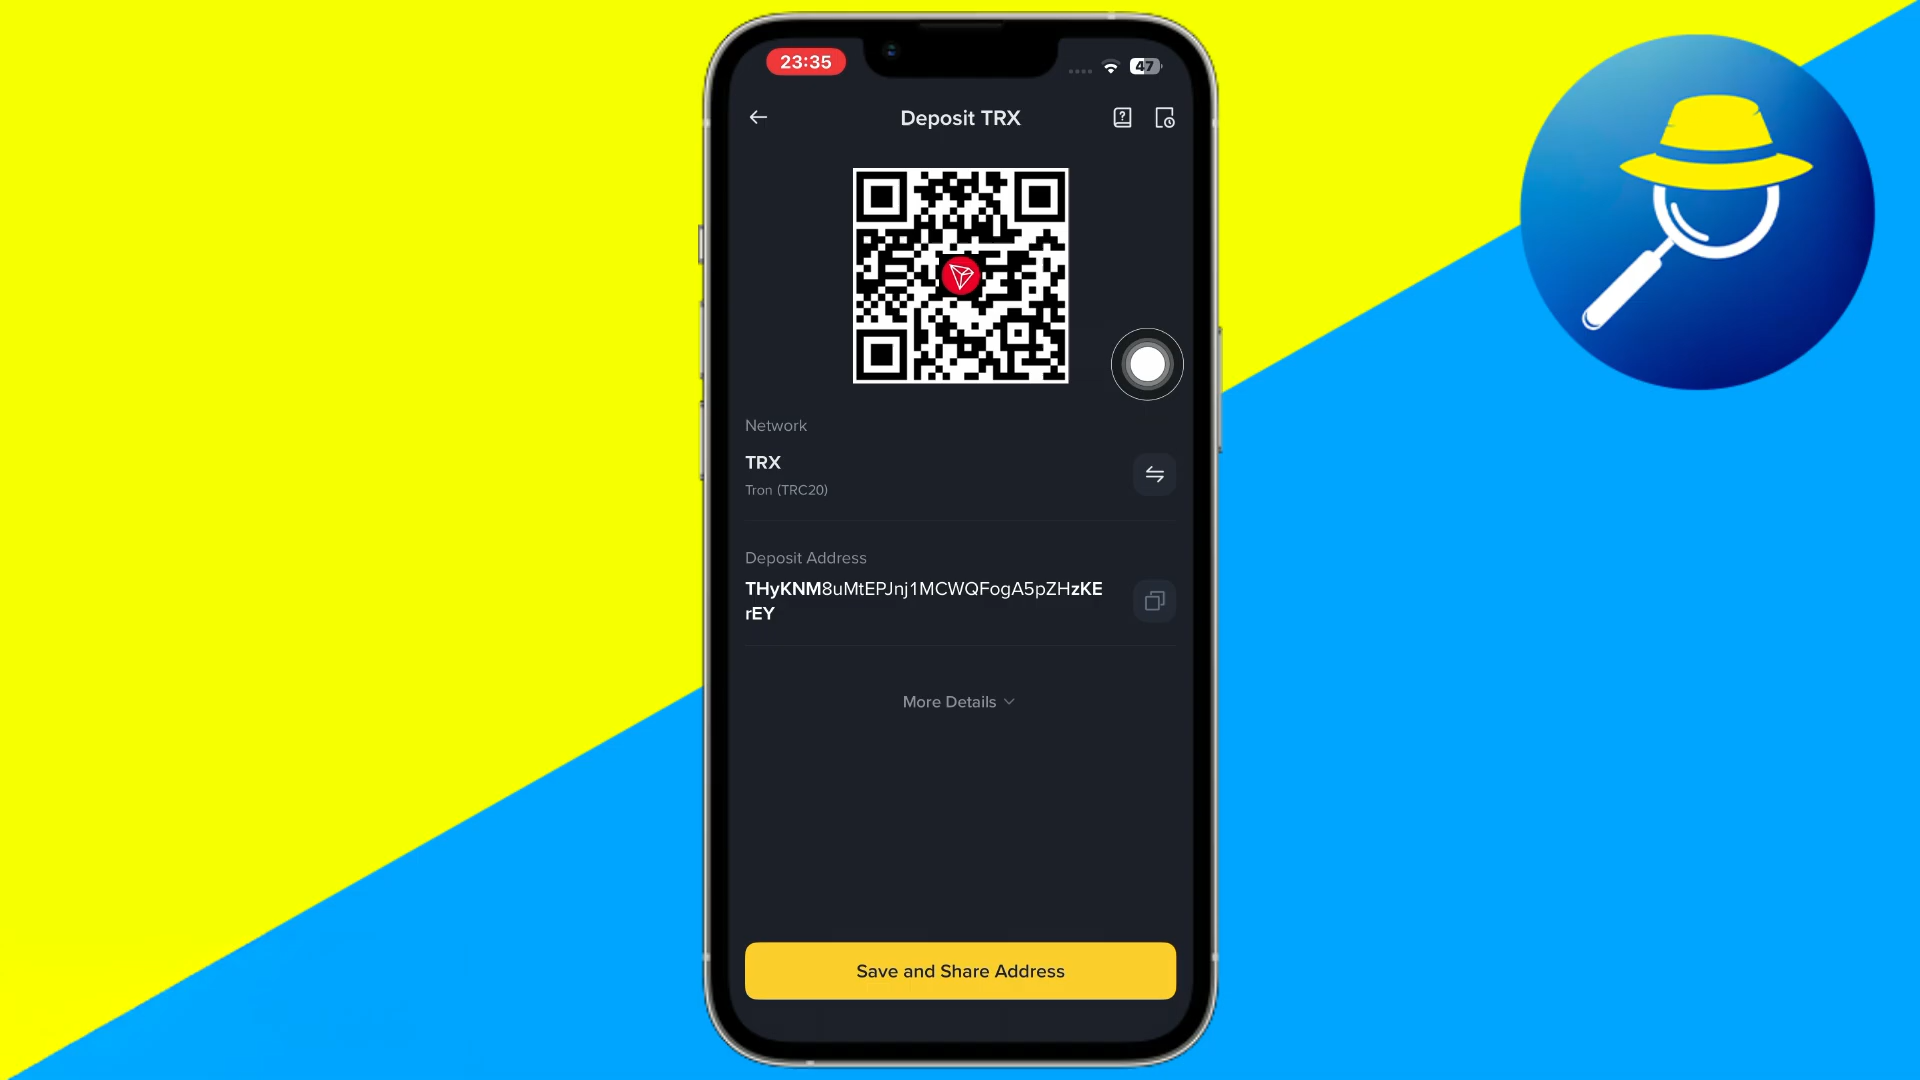 23:35
47
Deposit TRX
Network
TRX
Tron (TRC20)
Deposit Address
THyKNM8uMtEPJnj1MCWQFogA5pZHzKE
rEY
More Details
Save and Share Address